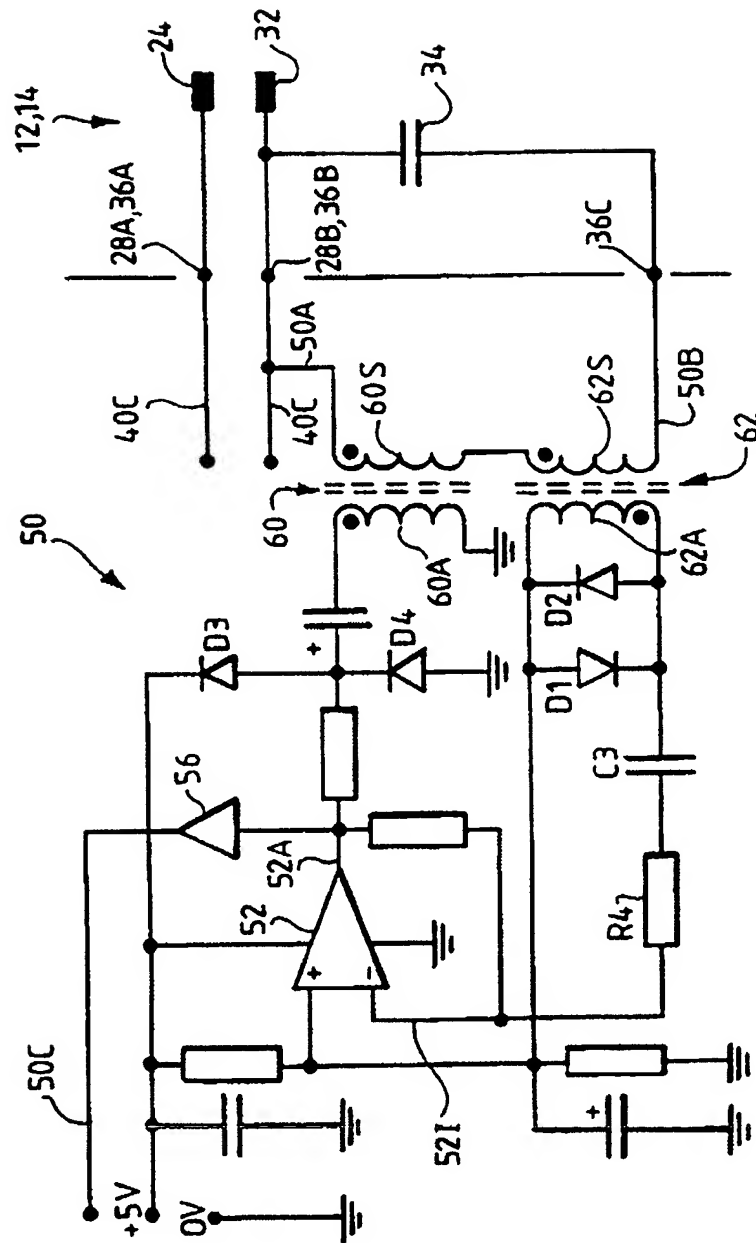 50
12,14
24
28A,36A
40C
32
28B,36B
50A
40C
34
60S
60
60A
36C
62S
50B
62
62A
D2
D1
C3
R4
D3
D4
+
56
52A
52
+
-
52I
50C
+5V
0V
+